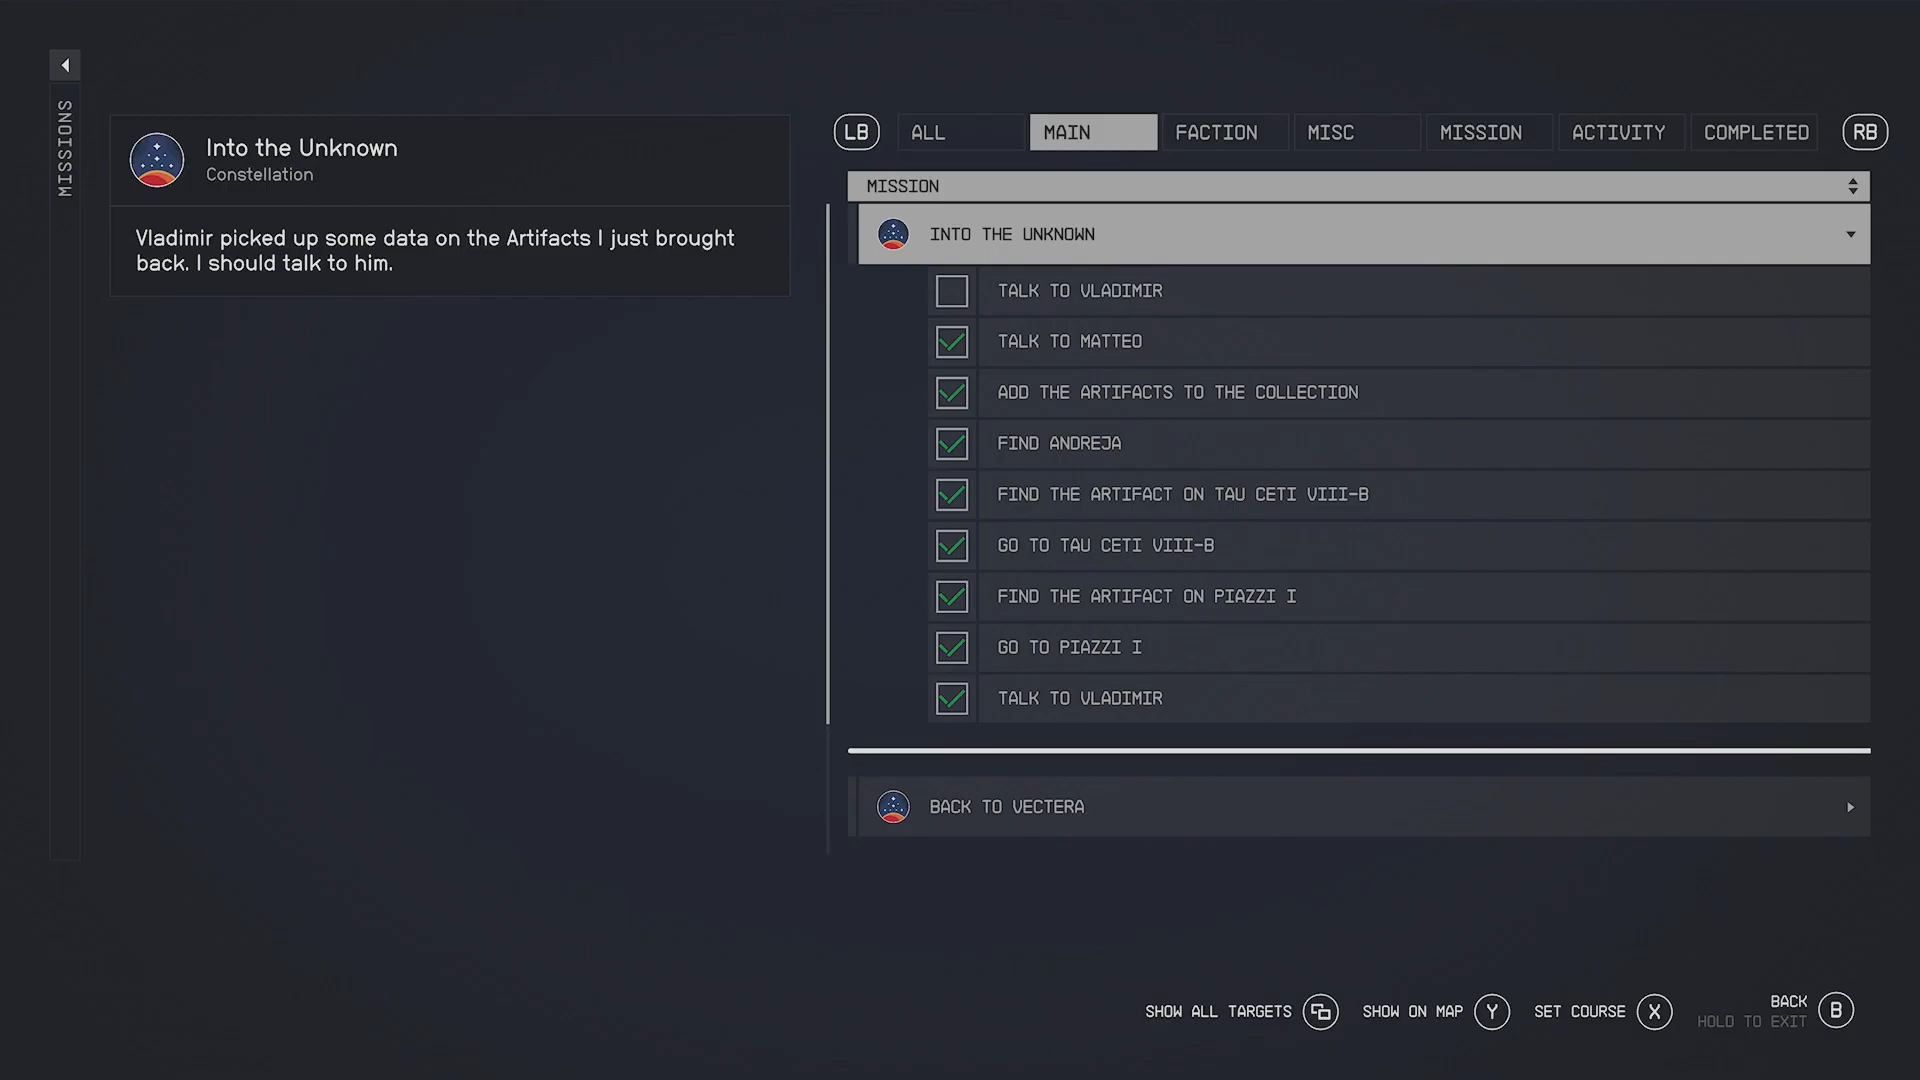 MISSIONS
Into the Unknown
Constellation
Vladimir picked up some data on the Artifacts I just brought
back. I should talk to him.
LB ALL MAIN FACTION MISC MISSION ACTIVITY COMPLETED RB
MISSION
INTO THE UNKNOWN
TALK TO VLADIMIR
TALK TO MATTEO
ADD THE ARTIFACTS TO THE COLLECTION
FIND ANDREJA
FIND THE ARTIFACT ON TAU CETI VIII-B
GO TO TAU CETI VIII-B
FIND THE ARTIFACT ON PIAZZI I
GO TO PIAZZI I
TALK TO VLADIMIR
BACK TO VECTERA
SHOW ALL TARGETS SHOW ON MAP Y SET COURSE X BACK B
HOLD TO EXIT